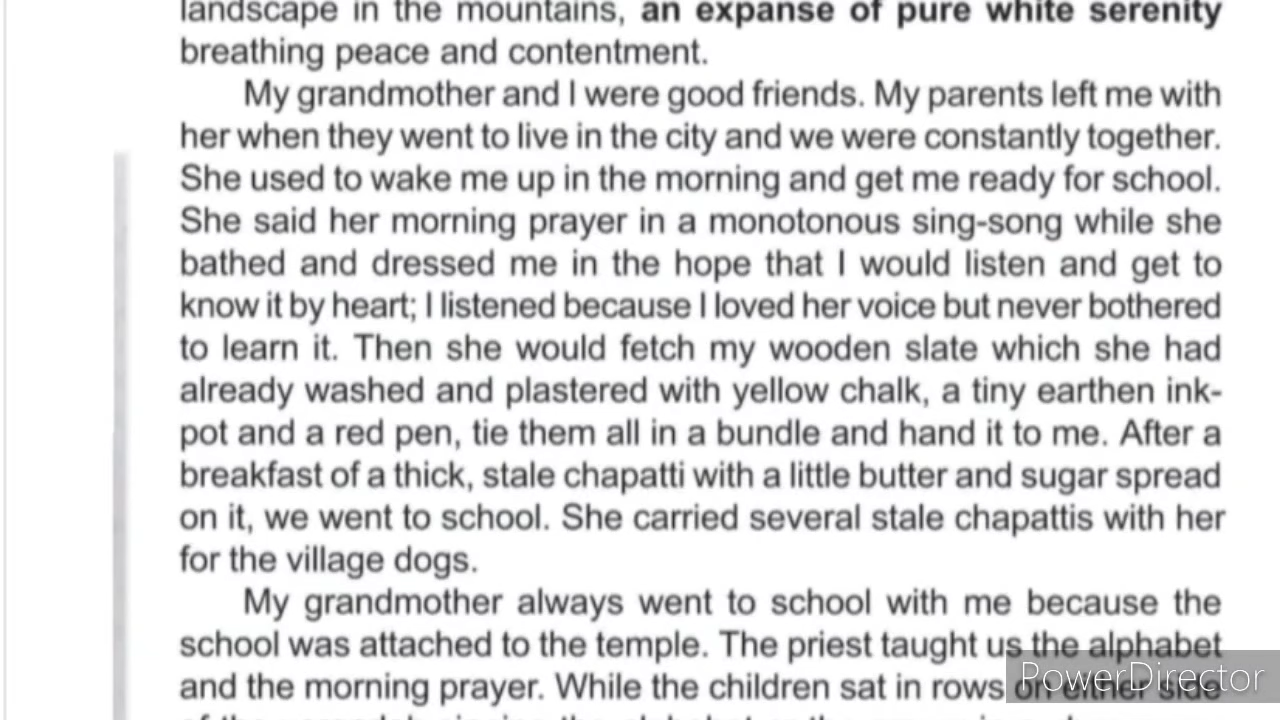 landscape in the mountains, an expanse of pure white serenity
breathing peace and contentment.
My grandmother and I were good friends. My parents left me with
her when they went to live in the city and we were constantly together.
She used to wake me up in the morning and get me ready for school.
She said her morning prayer in a monotonous sing-song while she
bathed and dressed me in the hope that I would listen and get to
know it by heart; I listened because I loved her voice but never bothered
to learn it. Then she would fetch my wooden slate which she had
already washed and plastered with yellow chalk, a tiny earthen ink-
pot and a red pen, tie them all in a bundle and hand it to me. After a
breakfast of a thick, stale chapatti with a little butter and sugar spread
on it, we went to school. She carried several stale chapattis with her
for the village dogs.
My grandmother always went to school with me because the
school was attached to the temple. The priest taught us the alphabet
and the morning prayer. While the children sat in rows on either side
PowerDirector